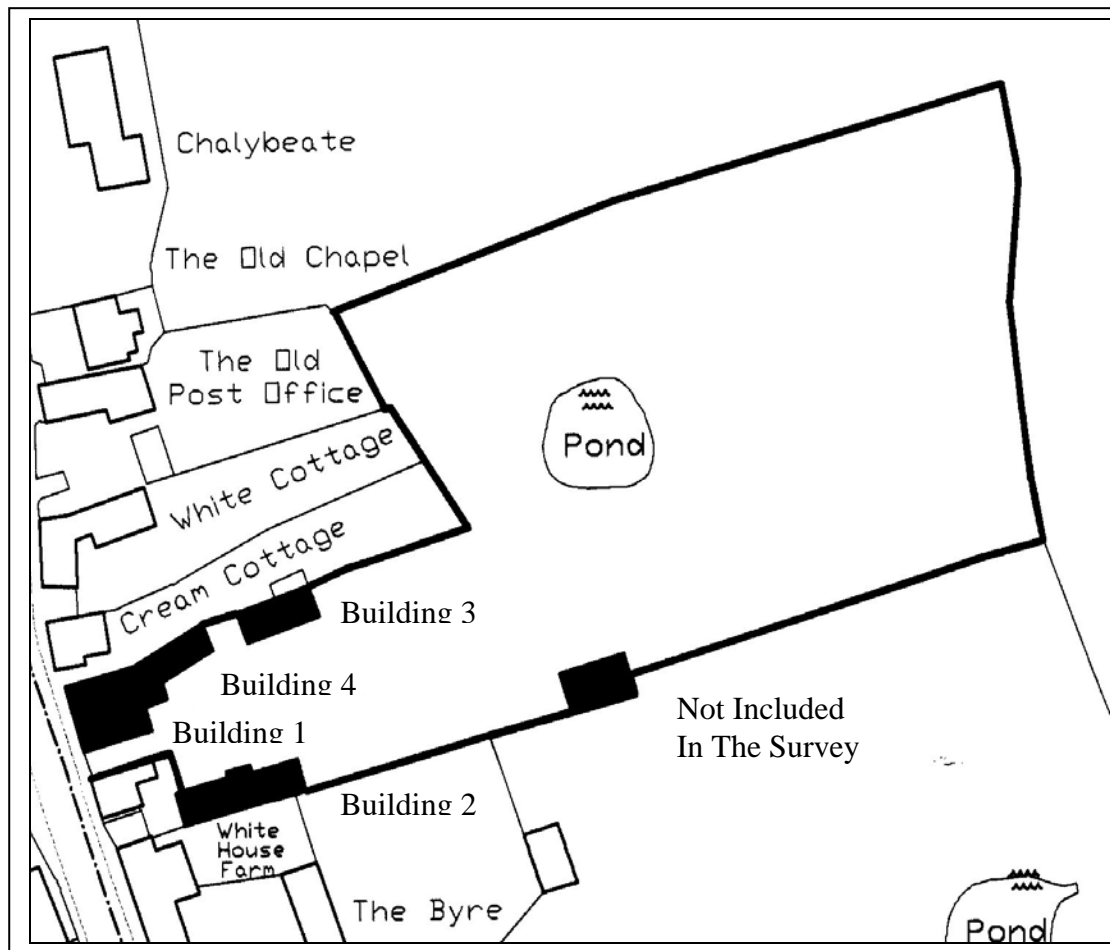 Chalybeate
The Old Chapel
The Old
Post Office
Pond
White Cottage
Cream Cottage
Building 3
Building 4
Not Included
In The Survey
Building 1
Building 2
White
House
Farm
The Byre
Pond